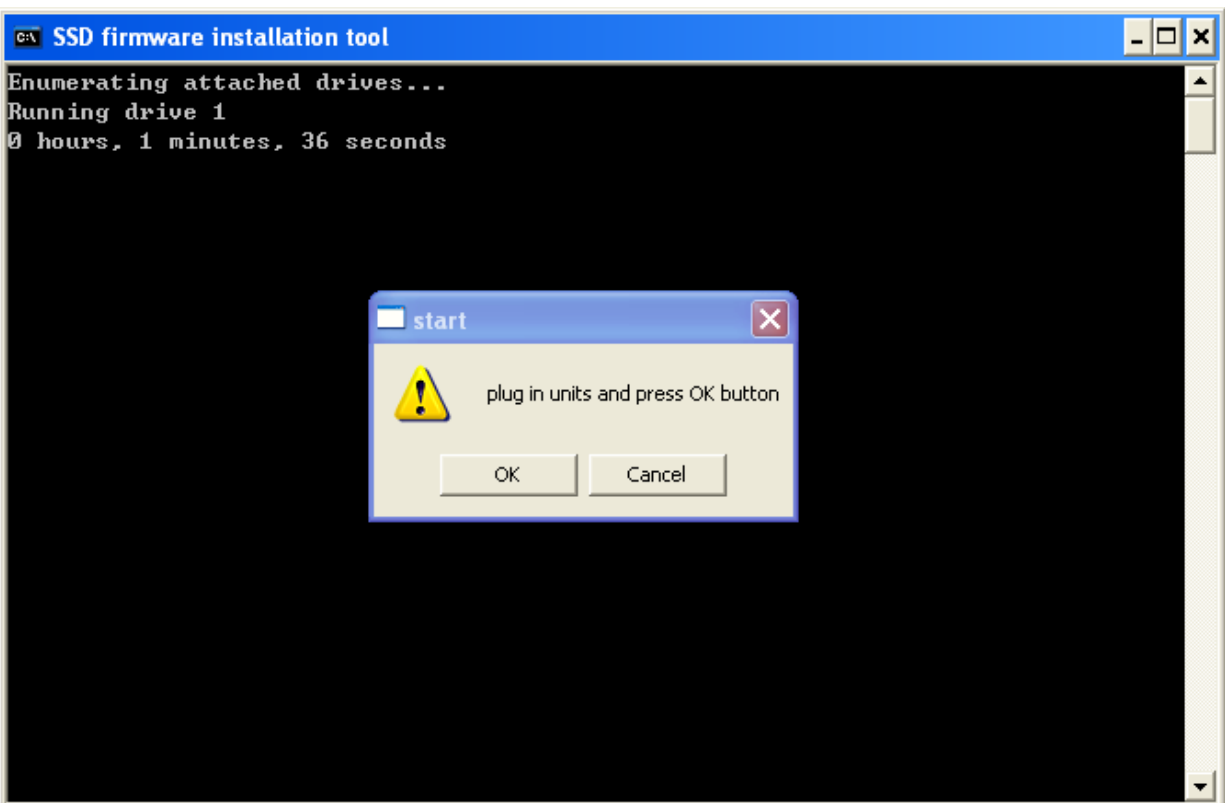 SSD firmware installation tool
Enumerating attached drives...
Running drive 1
0 hours, 1 minutes, 36 seconds
start
plug in units and press OK button
OK
Cancel